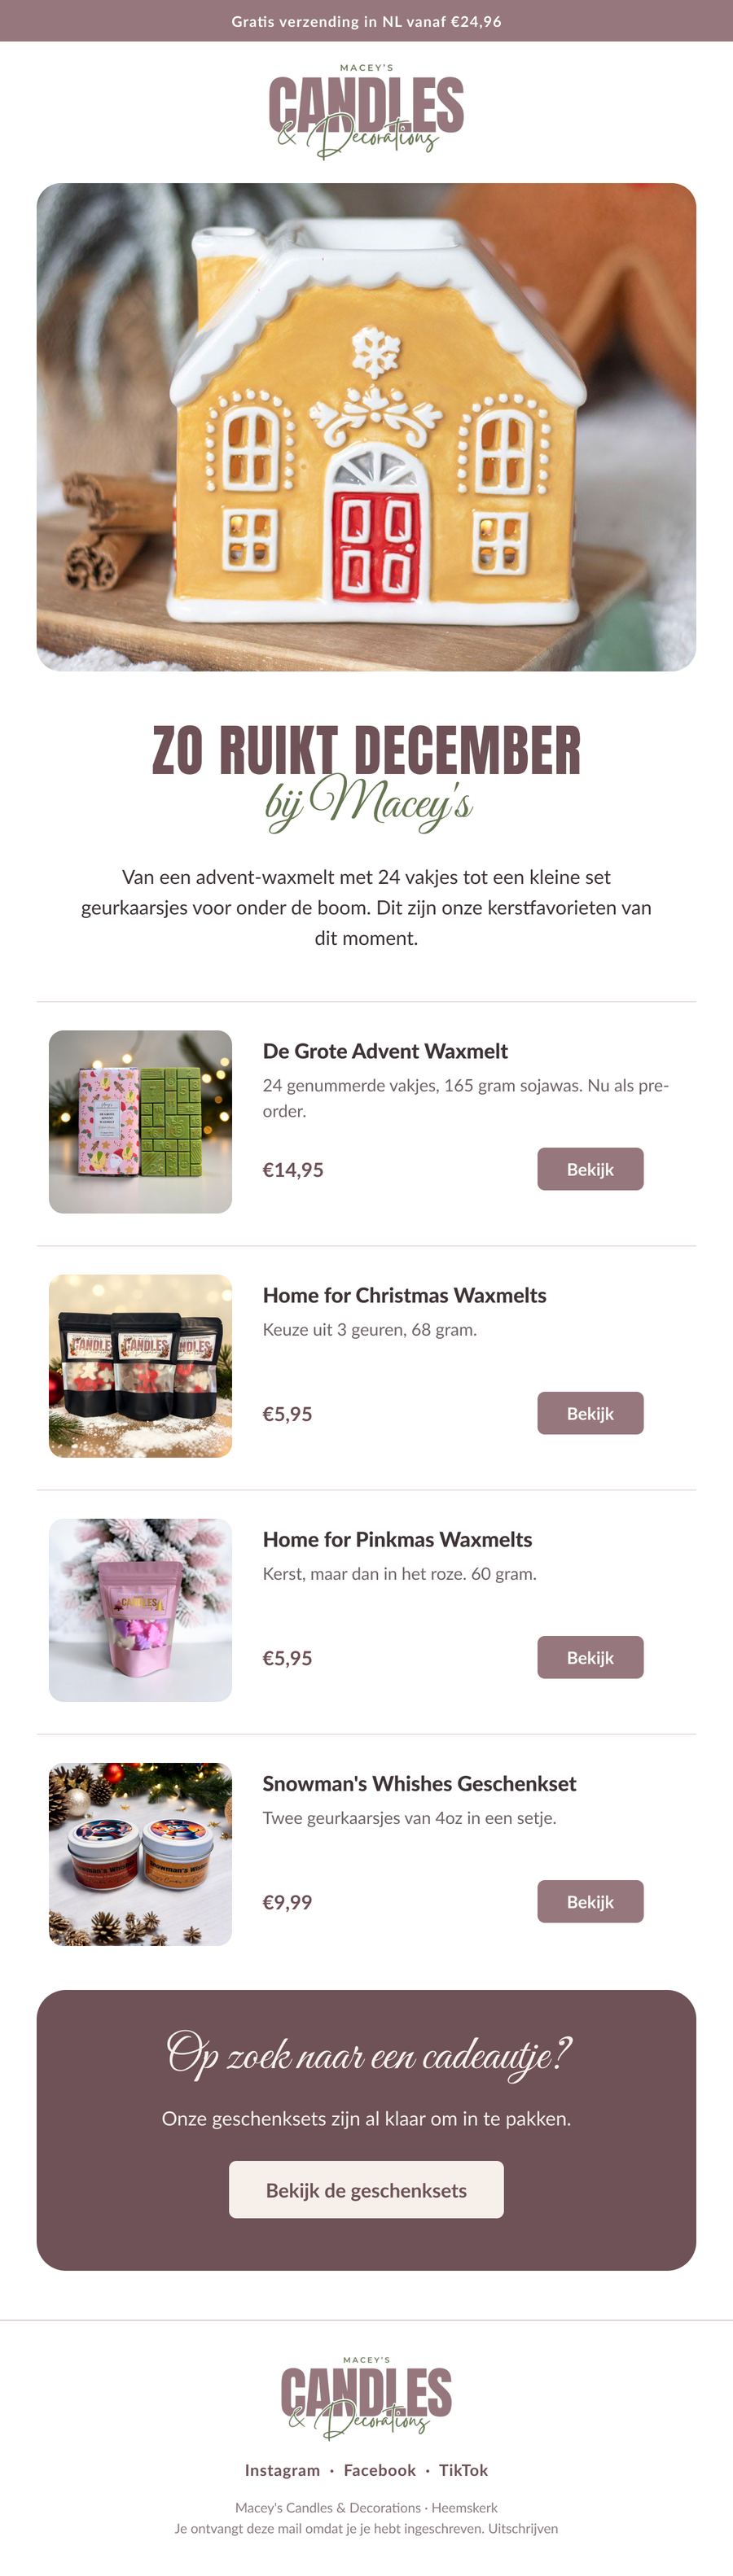 Gratis verzending in NL vanaf €24,96
MACEY'S
CANDLES
& Decorations
ZO RUIKT DECEMBER
bij Macey's
Van een advent-waxmelt met 24 vakjes tot een kleine set
geurkaarsjes voor onder de boom. Dit zijn onze kerstfavorieten van
dit moment.
De Grote Advent Waxmelt
24 genummerde vakjes, 165 gram sojawas. Nu als pre-
order.
€14,95
Bekijk
CANDLES
CANDLES
Home for Christmas Waxmelts
Keuze uit 3 geuren, 68 gram.
€5,95
Bekijk
CANDLES
Home for Pinkmas Waxmelts
Kerst, maar dan in het roze. 60 gram.
€5,95
Bekijk
Snowman's Whishes Geschenkset
Twee geurkaarsjes van 4oz in een setje.
€9,99
Bekijk
Op zoek naar een cadeautje?
Onze geschenksets zijn al klaar om in te pakken.
Bekijk de geschenksets
MACEY'S
CANDLES
& Decorations
Instagram · Facebook · TikTok
Macey's Candles & Decorations · Heemskerk
Je ontvangt deze mail omdat je je hebt ingeschreven. Uitschrijven